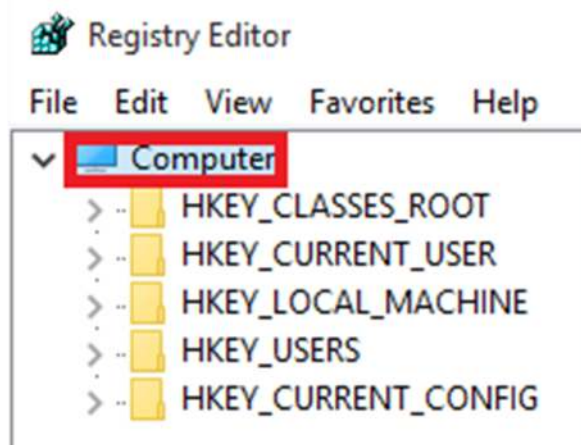 Registry Editor
File Edit View Favorites Help
Computer
HKEY_CLASSES_ROOT
HKEY_CURRENT_USER
HKEY_LOCAL_MACHINE
HKEY_USERS
HKEY_CURRENT_CONFIG